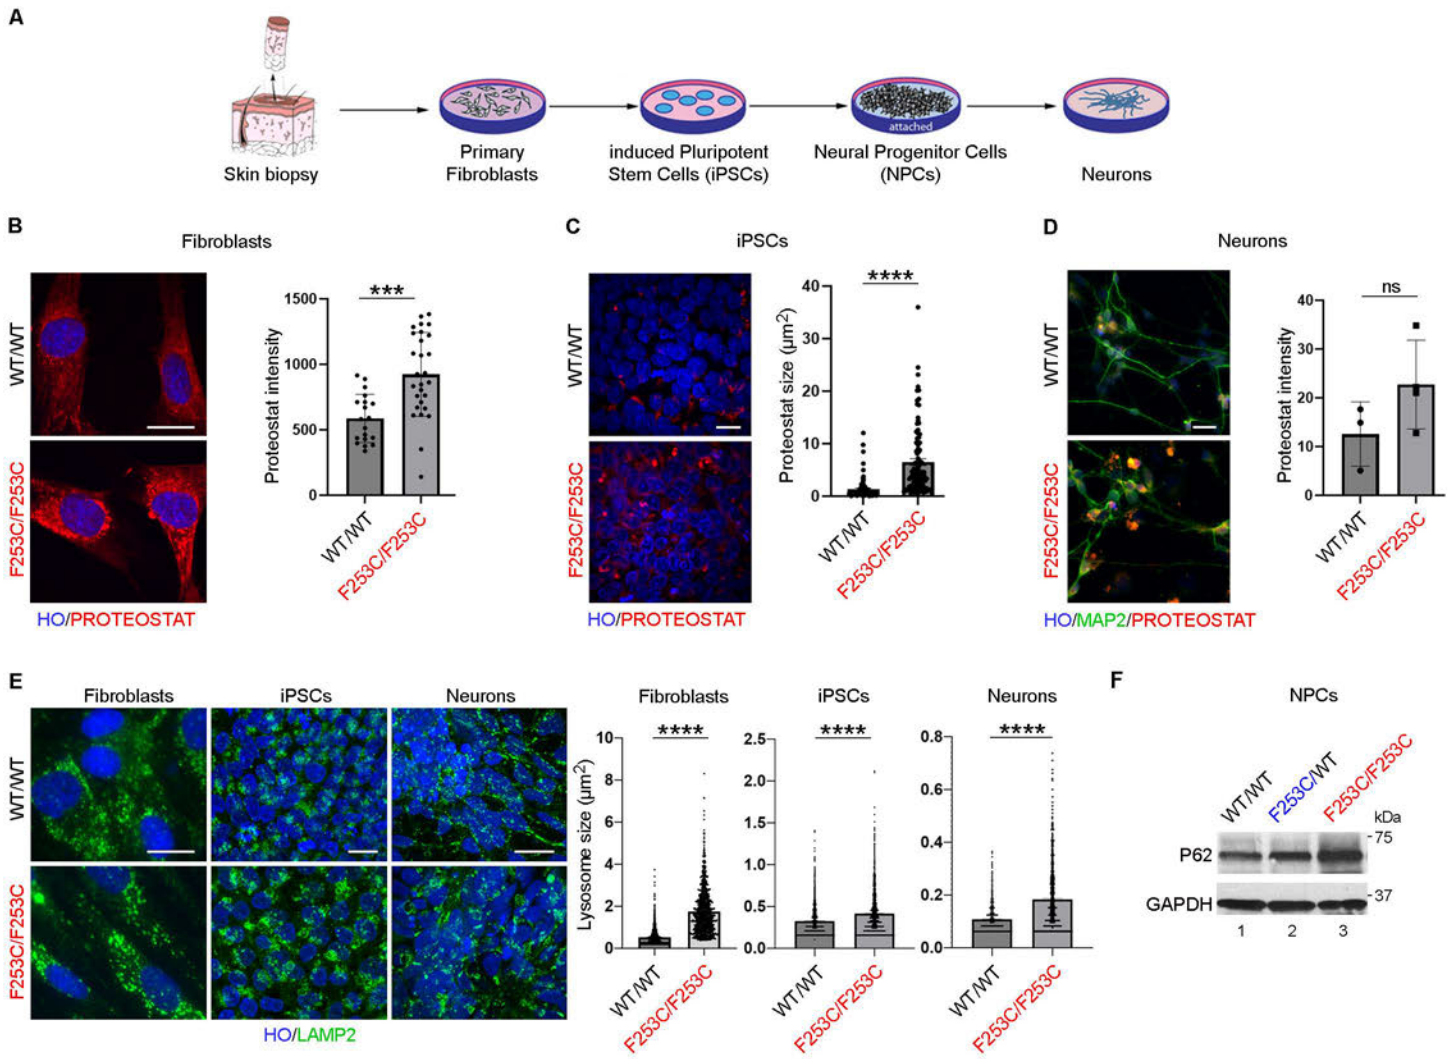 A
attached
Skin biopsy
Primary
Fibroblasts
induced Pluripotent
Stem Cells (iPSCs)
Neural Progenitor Cells
(NPCs)
Neurons
B
Fibroblasts
WT/WT
F253C/F253C
HO/PROTEOSTAT
Proteostat intensity
1500
1000
500
0
***
WT/WT
F253C/F253C
C
iPSCs
WT/WT
F253C/F253C
HO/PROTEOSTAT
Proteostat size (µm²)
40
30
20
10
0
****
WT/WT
F253C/F253C
D
Neurons
WT/WT
F253C/F253C
HO/MAP2/PROTEOSTAT
Proteostat intensity
40
30
20
10
0
ns
WT/WT
F253C/F253C
E
Fibroblasts
iPSCs
Neurons
WT/WT
F253C/F253C
HO/LAMP2
Fibroblasts
Lysosome size (µm²)
10
8
6
4
2
0
****
WT/WT
F253C/F253C
iPSCs
2.5
2.0
1.5
1.0
0.5
0.0
****
WT/WT
F253C/F253C
Neurons
0.8
0.6
0.4
0.2
0.0
****
WT/WT
F253C/F253C
F
NPCs
WT/WT
F253C/WT
F253C/F253C
kDa
P62
75
GAPDH
37
1 2 3